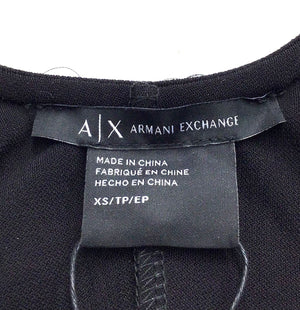 A|X ARMANI EXCHANGE
MADE IN CHINA
FABRIQUÉ EN CHINE
HECHO EN CHINA
XS/TP/EP